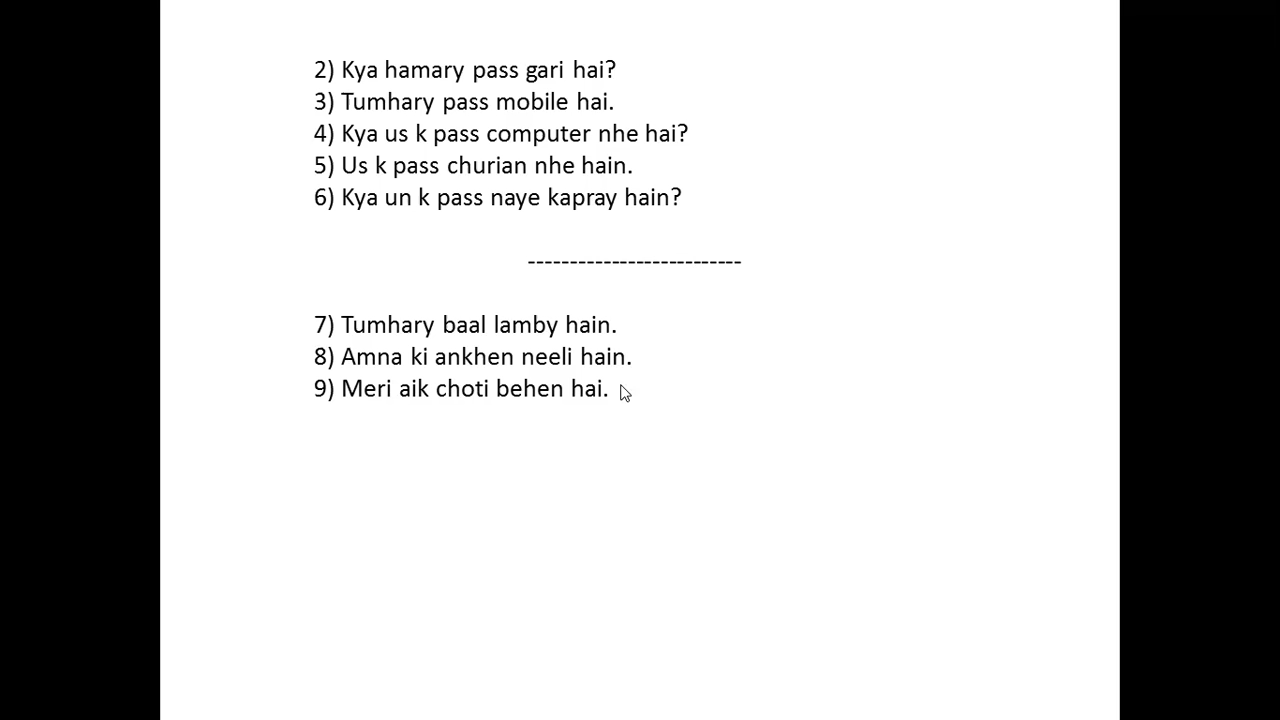 2) Kya hamary pass gari hai?
3) Tumhary pass mobile hai.
4) Kya us k pass computer nhe hai?
5) Us k pass churian nhe hain.
6) Kya un k pass naye kapray hain?
--------------------------
7) Tumhary baal lamby hain.
8) Amna ki ankhen neeli hain.
9) Meri aik choti behen hai.